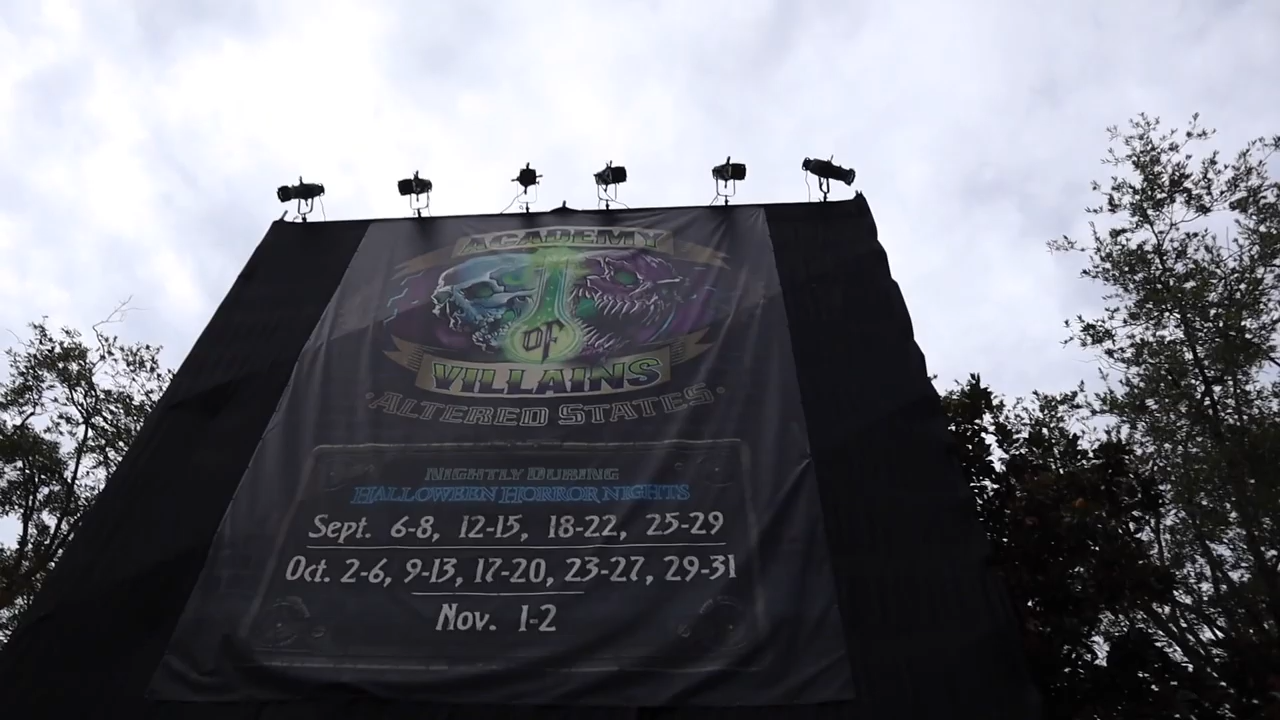 ACADEMY
OF
VILLAINS
·ALTERED STATES·
NIGHTLY DURING
HALLOWEEN HORROR NIGHTS
Sept. 6-8, 12-15, 18-22, 25-29
Oct. 2-6, 9-13, 17-20, 23-27, 29-31
Nov. 1-2